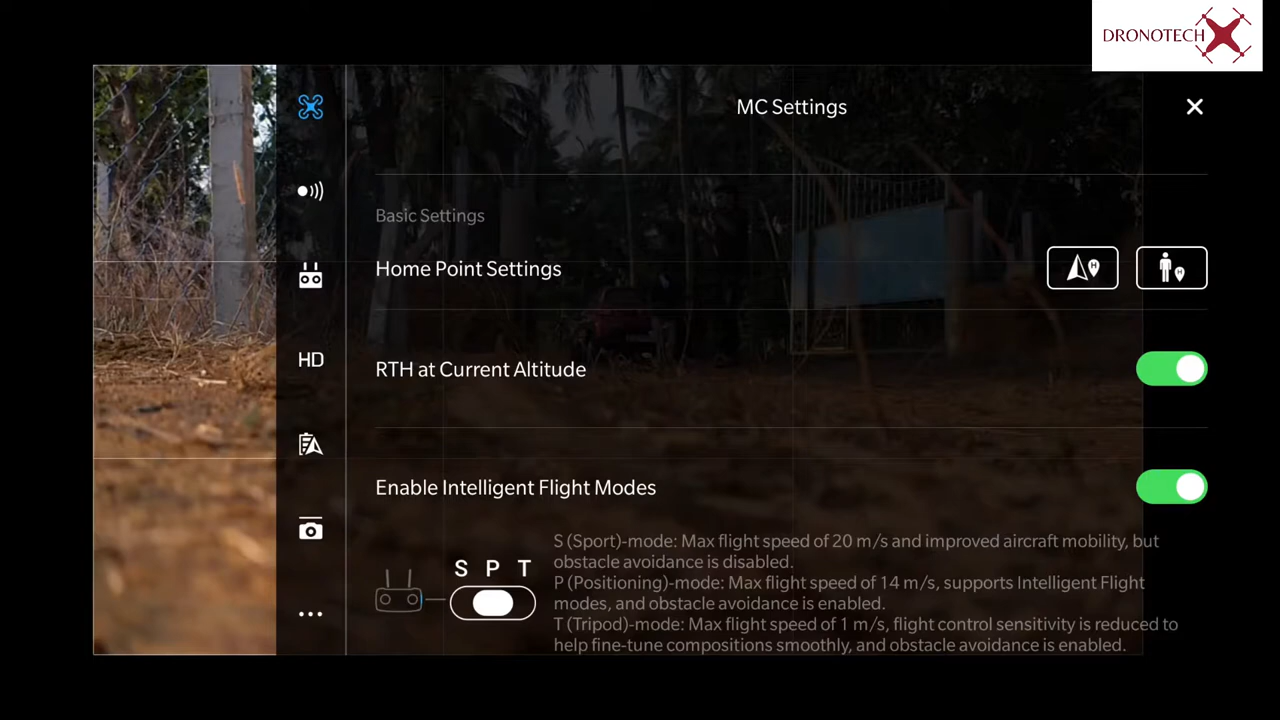 DRONOTECH
MC Settings
Basic Settings
Home Point Settings
H
H
RTH at Current Altitude
HD
Enable Intelligent Flight Modes
S P T
S (Sport)-mode: Max flight speed of 20 m/s and improved aircraft mobility, but
obstacle avoidance is disabled.
P (Positioning)-mode: Max flight speed of 14 m/s, supports Intelligent Flight
modes, and obstacle avoidance is enabled.
T (Tripod)-mode: Max flight speed of 1 m/s, flight control sensitivity is reduced to
help fine-tune compositions smoothly, and obstacle avoidance is enabled.